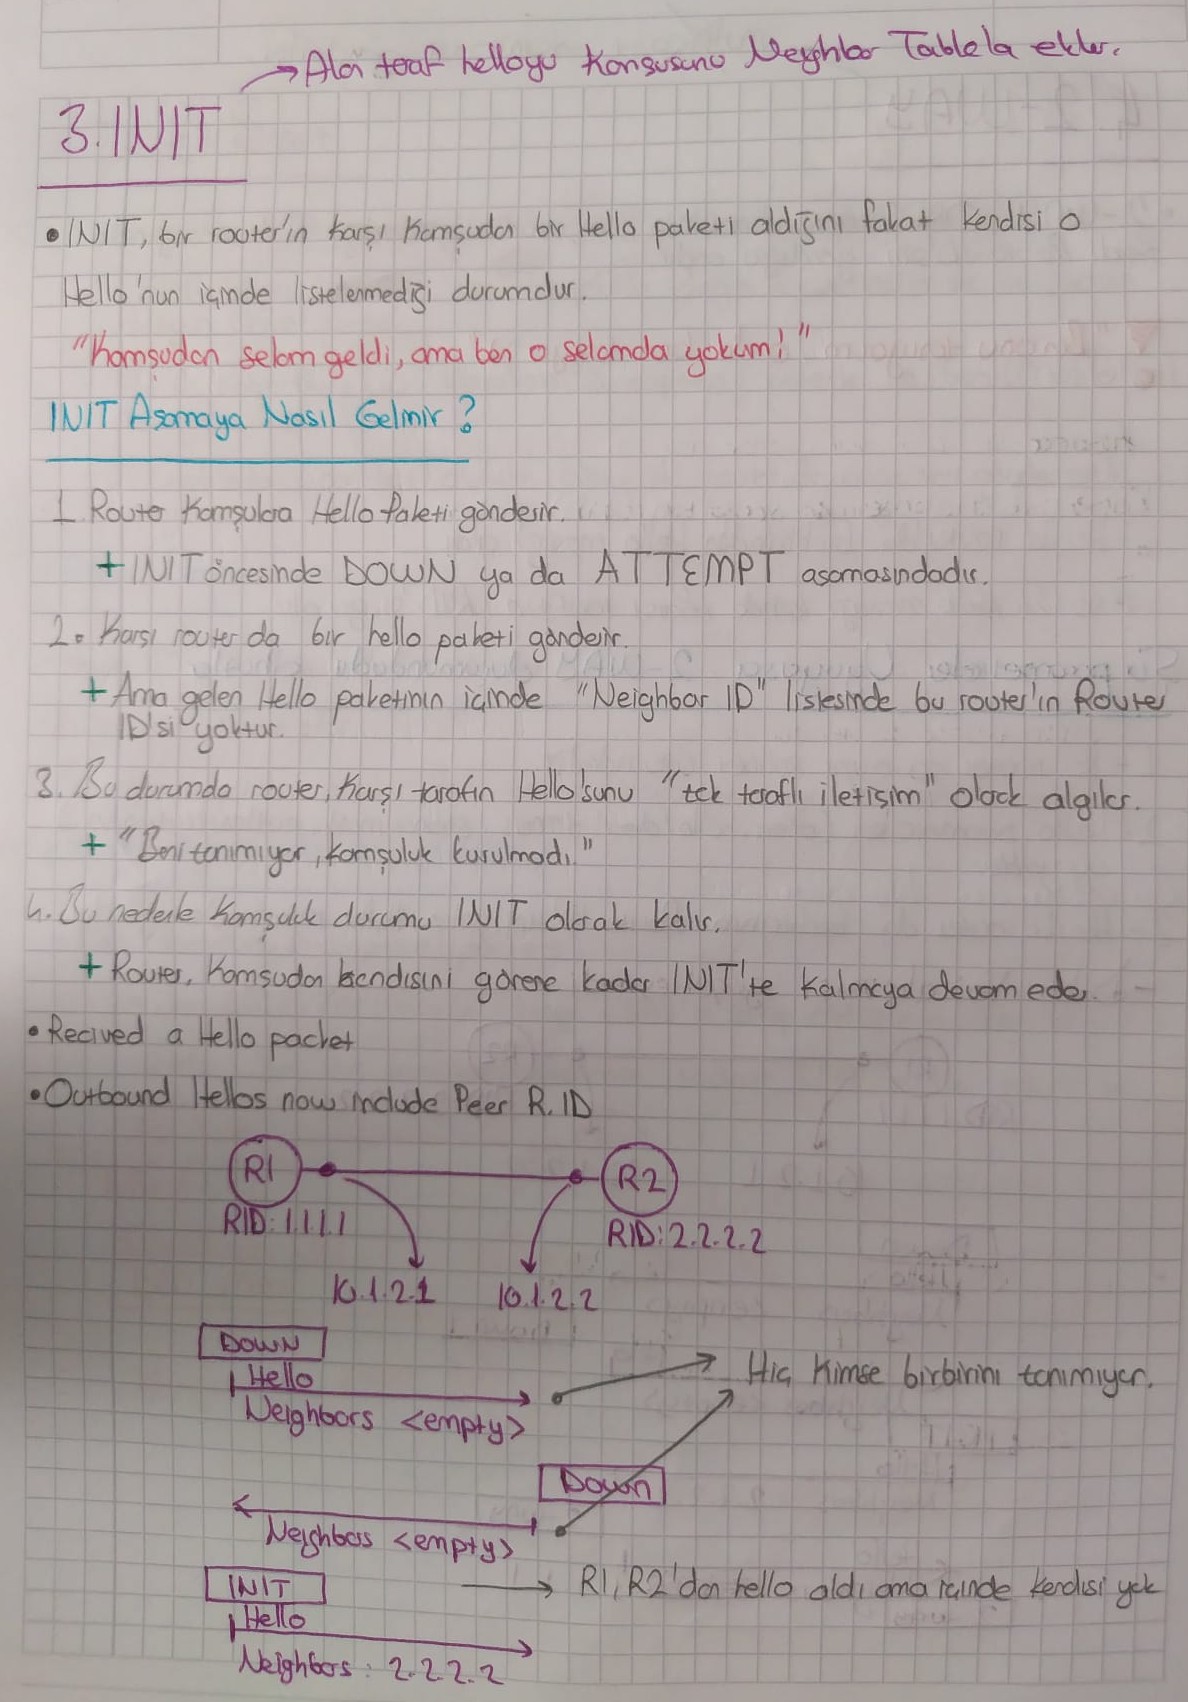 → Alan taraf helloyu Komşusunu Neighbor Table'a ekler.
3. INIT
• INIT, bir router'in karşı komşudan bir Hello paketi aldığını fakat kendisi o
Hello'nun içinde listelenmediği durumdur.
"Komşudan selam geldi, ama ben o selamda yokum!"
INIT Aşamaya Nasıl Gelinir?
1. Router Komşulara Hello Paketi gönderir.
+ INIT öncesinde DOWN ya da ATTEMPT aşamasındadır.
2. Karşı router da bir hello paketi gönderir.
+ Ama gelen Hello paketinin içinde "Neighbor ID" listesinde bu router'in Router
ID'si yoktur.
3. Bu durumda router, karşı tarafın Hello'sunu "tek taraflı iletişim" olarak algılar.
+ "Beni tanımıyor, komşuluk kurulmadı."
4. Bu nedenle komşuluk durumu INIT olarak kalır.
+ Router, Komşudan kendisini görene kadar INIT'te kalmaya devam eder.
• Recived a Hello packet
• Outbound Hellos now include Peer R. ID
R1 R2
RID: 1.1.1.1
RID: 2.2.2.2
10.1.2.1 10.1.2.2
DOWN
Hello
Hiç Kimse birbirini tanımıyor.
Neighbors <empty>
Down
Neighbors <empty>
INIT
→ R1, R2'dan hello aldı ama içinde kendisi yok
Hello
Neighbors: 2.2.2.2